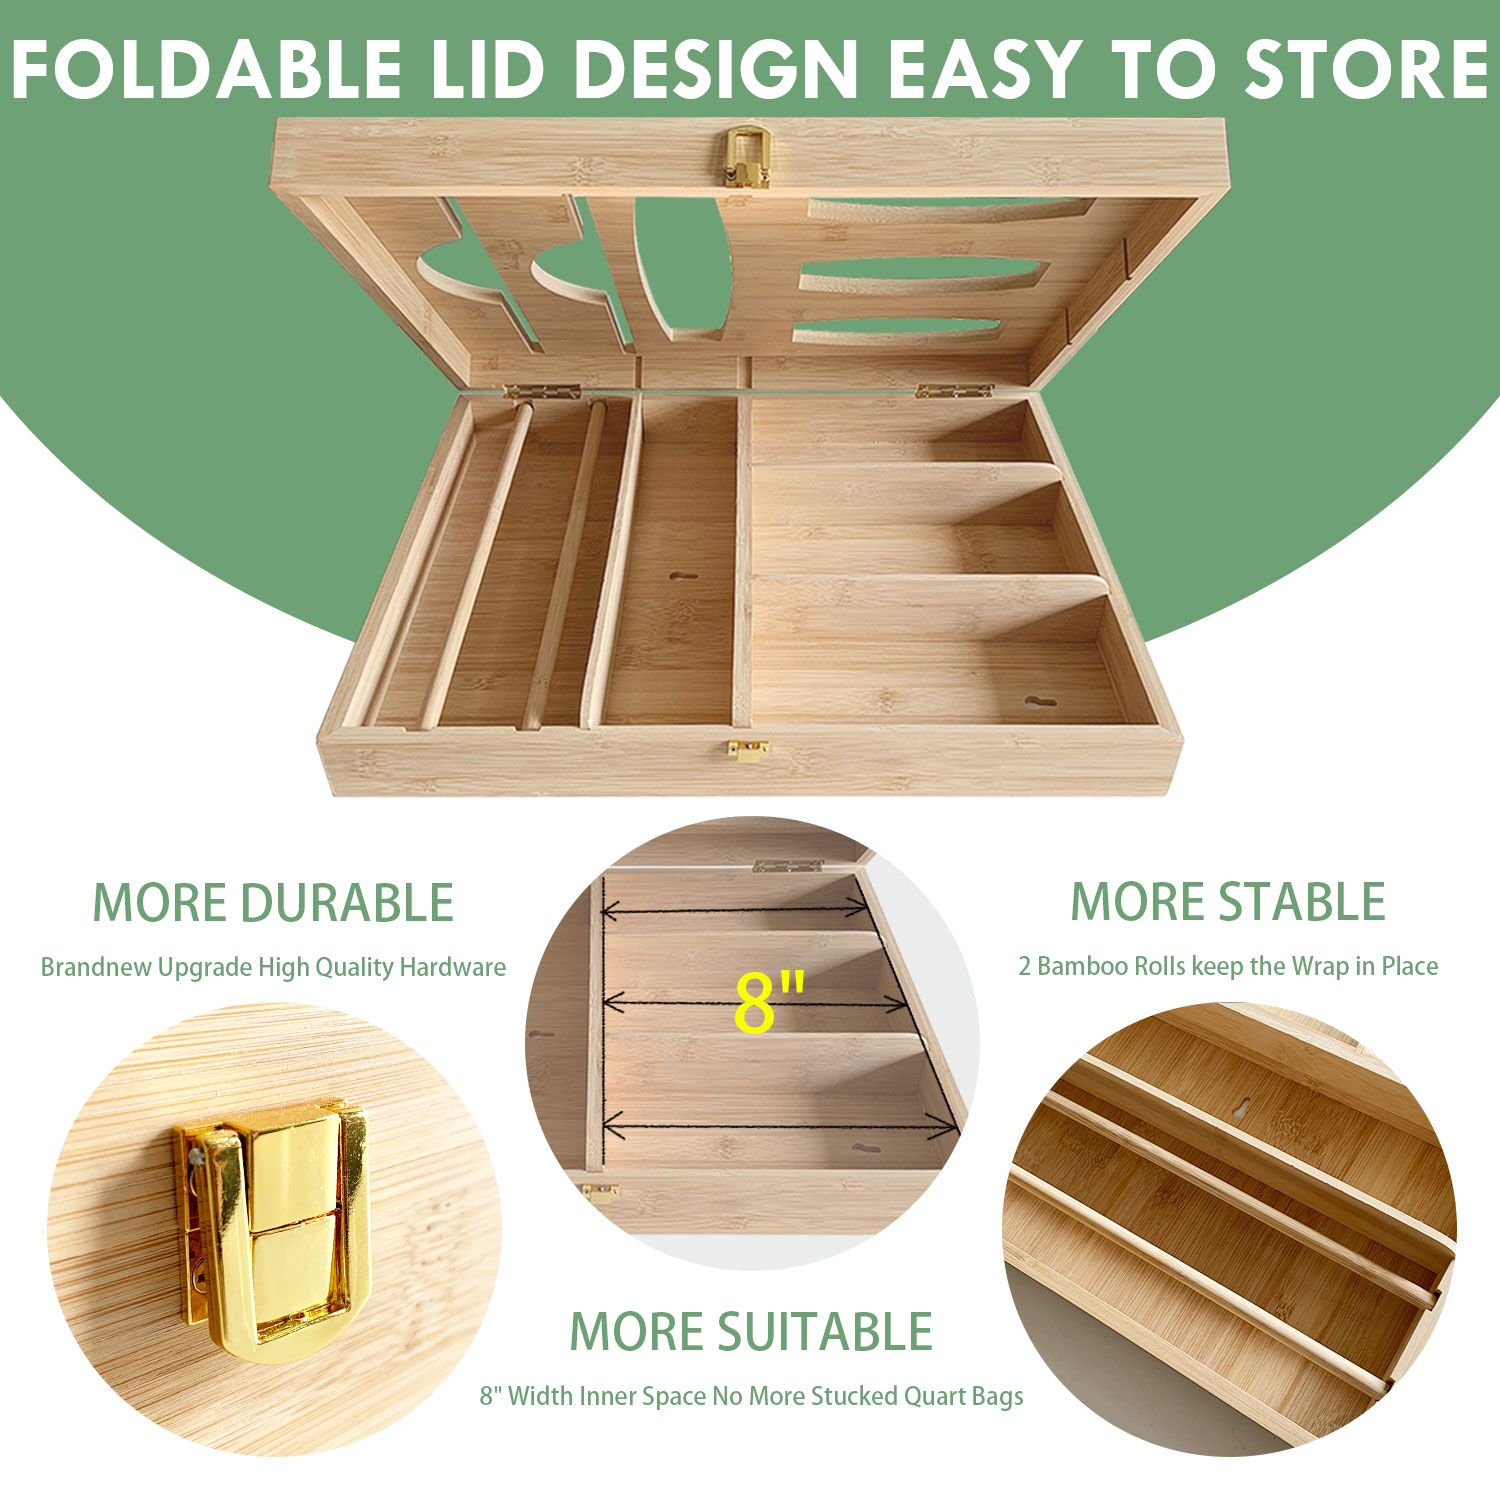 FOLDABLE LID DESIGN EASY TO STORE
MORE DURABLE
Brandnew Upgrade High Quality Hardware
8"
MORE STABLE
2 Bamboo Rolls keep the Wrap in Place
MORE SUITABLE
8" Width Inner Space No More Stucked Quart Bags